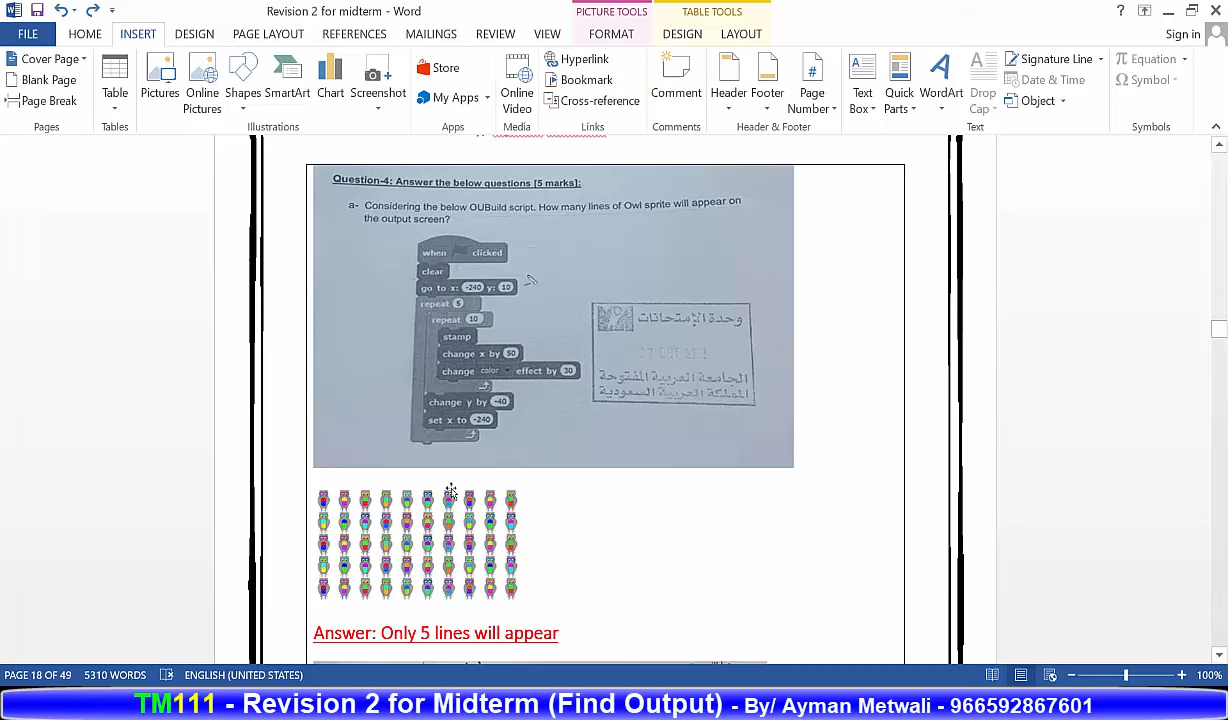 Revision 2 for midterm - Word
PICTURE TOOLS
TABLE TOOLS
?
FILE
HOME
INSERT
DESIGN
PAGE LAYOUT
REFERENCES
MAILINGS
REVIEW
VIEW
FORMAT
DESIGN
LAYOUT
Sign in
Cover Page
Blank Page
Page Break
Pages
Table
Tables
Pictures
Online Pictures
Shapes
SmartArt
Chart
Screenshot
Illustrations
Store
My Apps
Apps
Online Video
Media
Hyperlink
Bookmark
Cross-reference
Links
Comment
Comments
Header
Footer
Page Number
Header & Footer
Text Box
Quick Parts
WordArt
Drop Cap
Signature Line
Date & Time
Object
Text
Equation
Symbol
Symbols
Question-4: Answer the below questions [5 marks]:
a- Considering the below OUBuild script. How many lines of Owl sprite will appear on
the output screen?
when clicked
clear
go to x: -240 y: 10
repeat 5
repeat 10
stamp
change x by 50
change color effect by 30
change y by -40
set x to -240
وحدة الإمتحانات
الجامعة العربية المفتوحة
المملكة العربية السعودية
Answer: Only 5 lines will appear
PAGE 18 OF 49
5310 WORDS
ENGLISH (UNITED STATES)
100%
TM111 - Revision 2 for Midterm (Find Output) - By/ Ayman Metwali - 966592867601